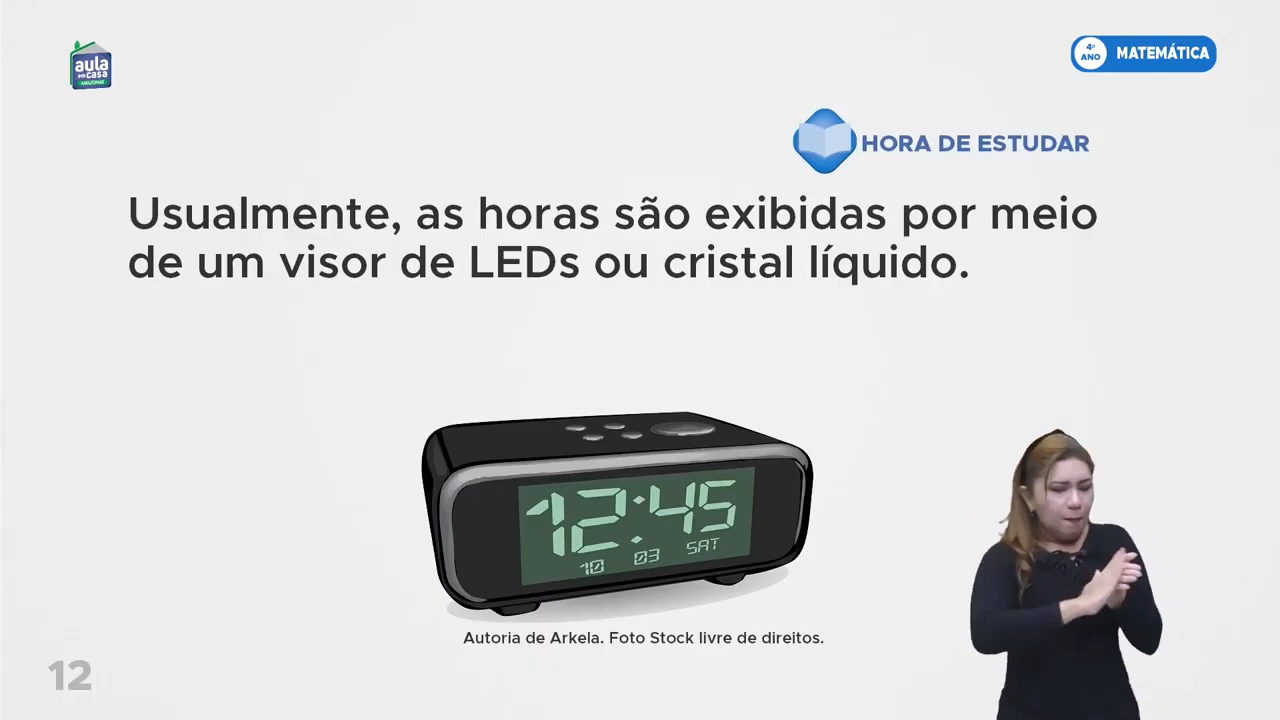 aula
em casa
AMAZONAS
4º
ANO
MATEMÁTICA
HORA DE ESTUDAR
Usualmente, as horas são exibidas por meio
de um visor de LEDs ou cristal líquido.
12:45
10 03 SAT
Autoria de Arkela. Foto Stock livre de direitos.
12